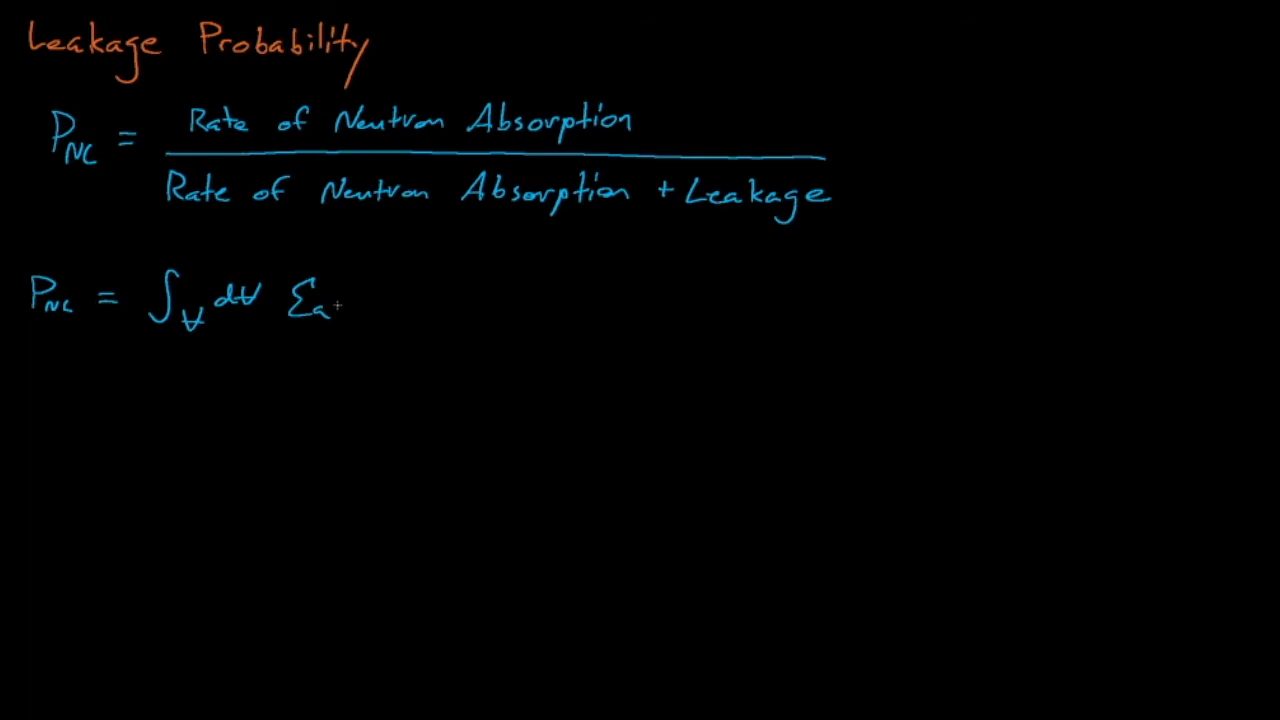 Leakage Probability
P_NL = Rate of Neutron Absorption
Rate of Neutron Absorption + Leakage
P_NL = ∫_V dV Σ_a